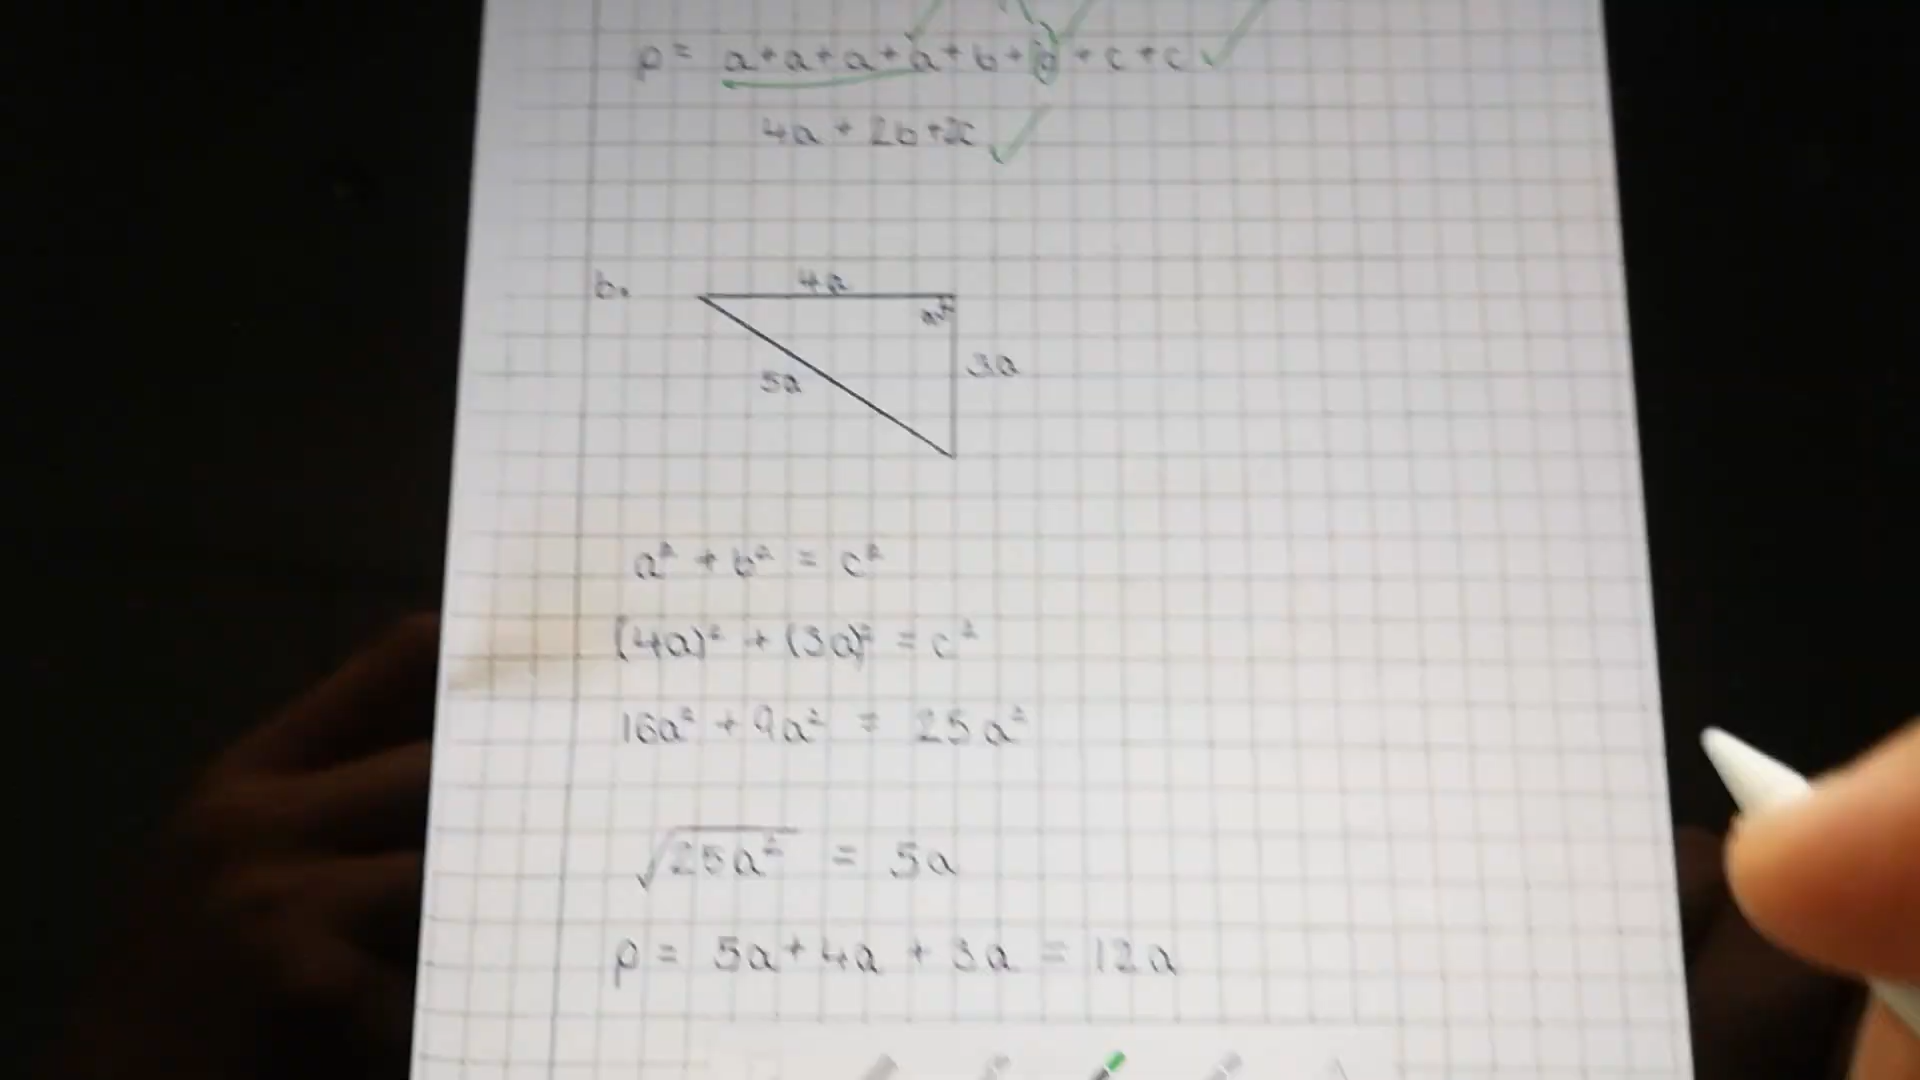 p = a+a+a+a+b+b+c+c
4a + 2b+2c
b.
4a
3a
5a
a² + b² = c²
(4a)² + (3a)² = c²
16a² + 9a² = 25a²
√25a² = 5a
p = 5a+4a + 3a = 12a